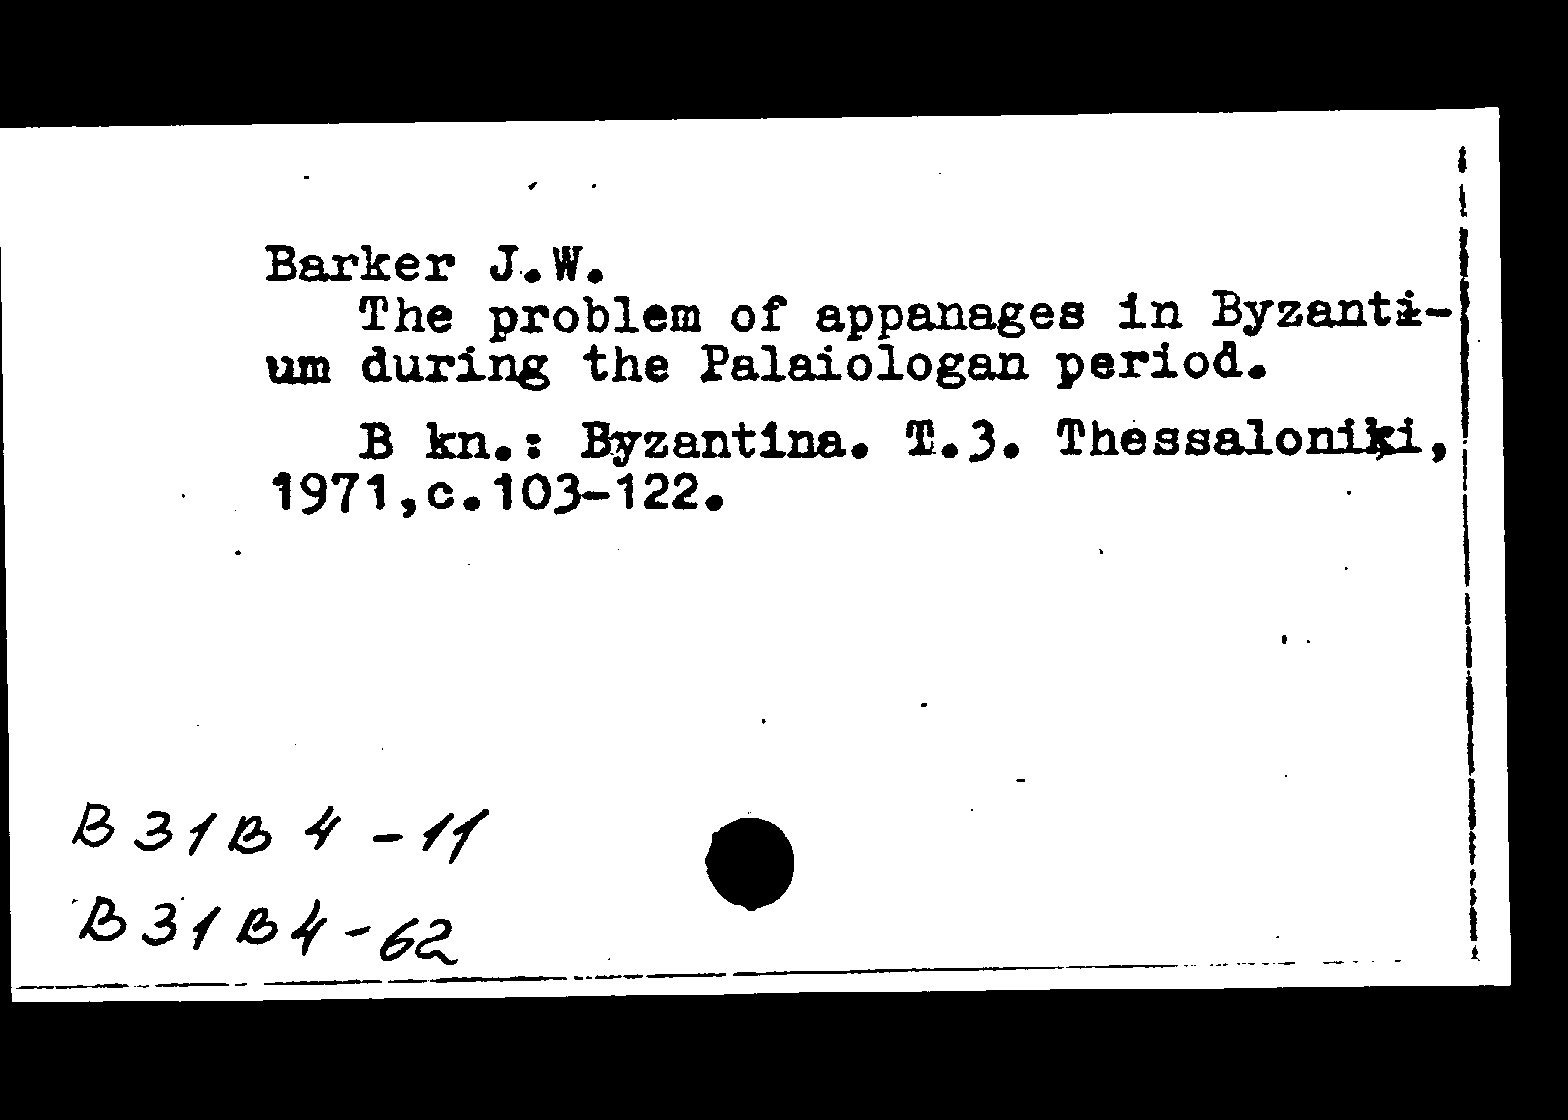 Barker J.W.
The problem of appanages in Byzanti-
um during the Palaiologan period.
B kn.: Byzantina. T.3. Thessaloniki,
1971,c.103-122.
B31B4-11
B31B4-62